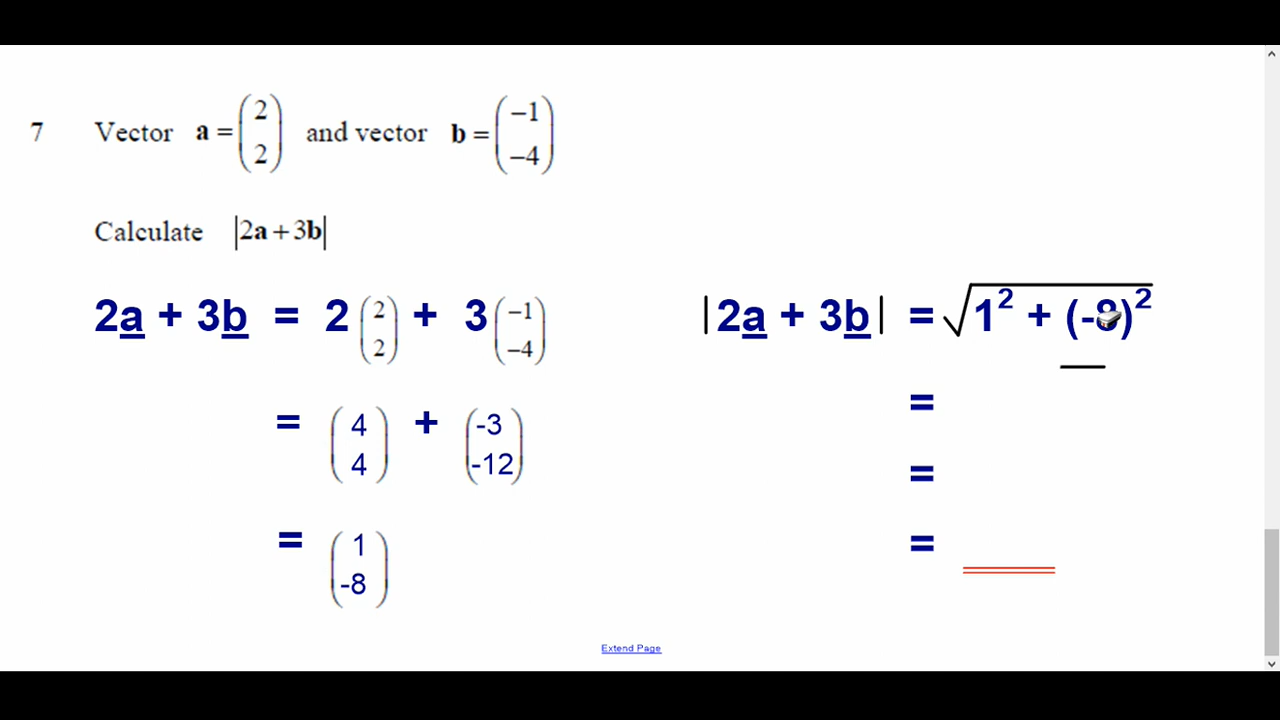 7 Vector a = (2 2) and vector b = (−1 −4)
Calculate |2a + 3b|
2a + 3b = 2 (2 2) + 3 (−1 −4)
= (4 4) + (-3 -12)
= (1 -8)
|2a + 3b| = √1² + (-8)²
=
=
=
Extend Page